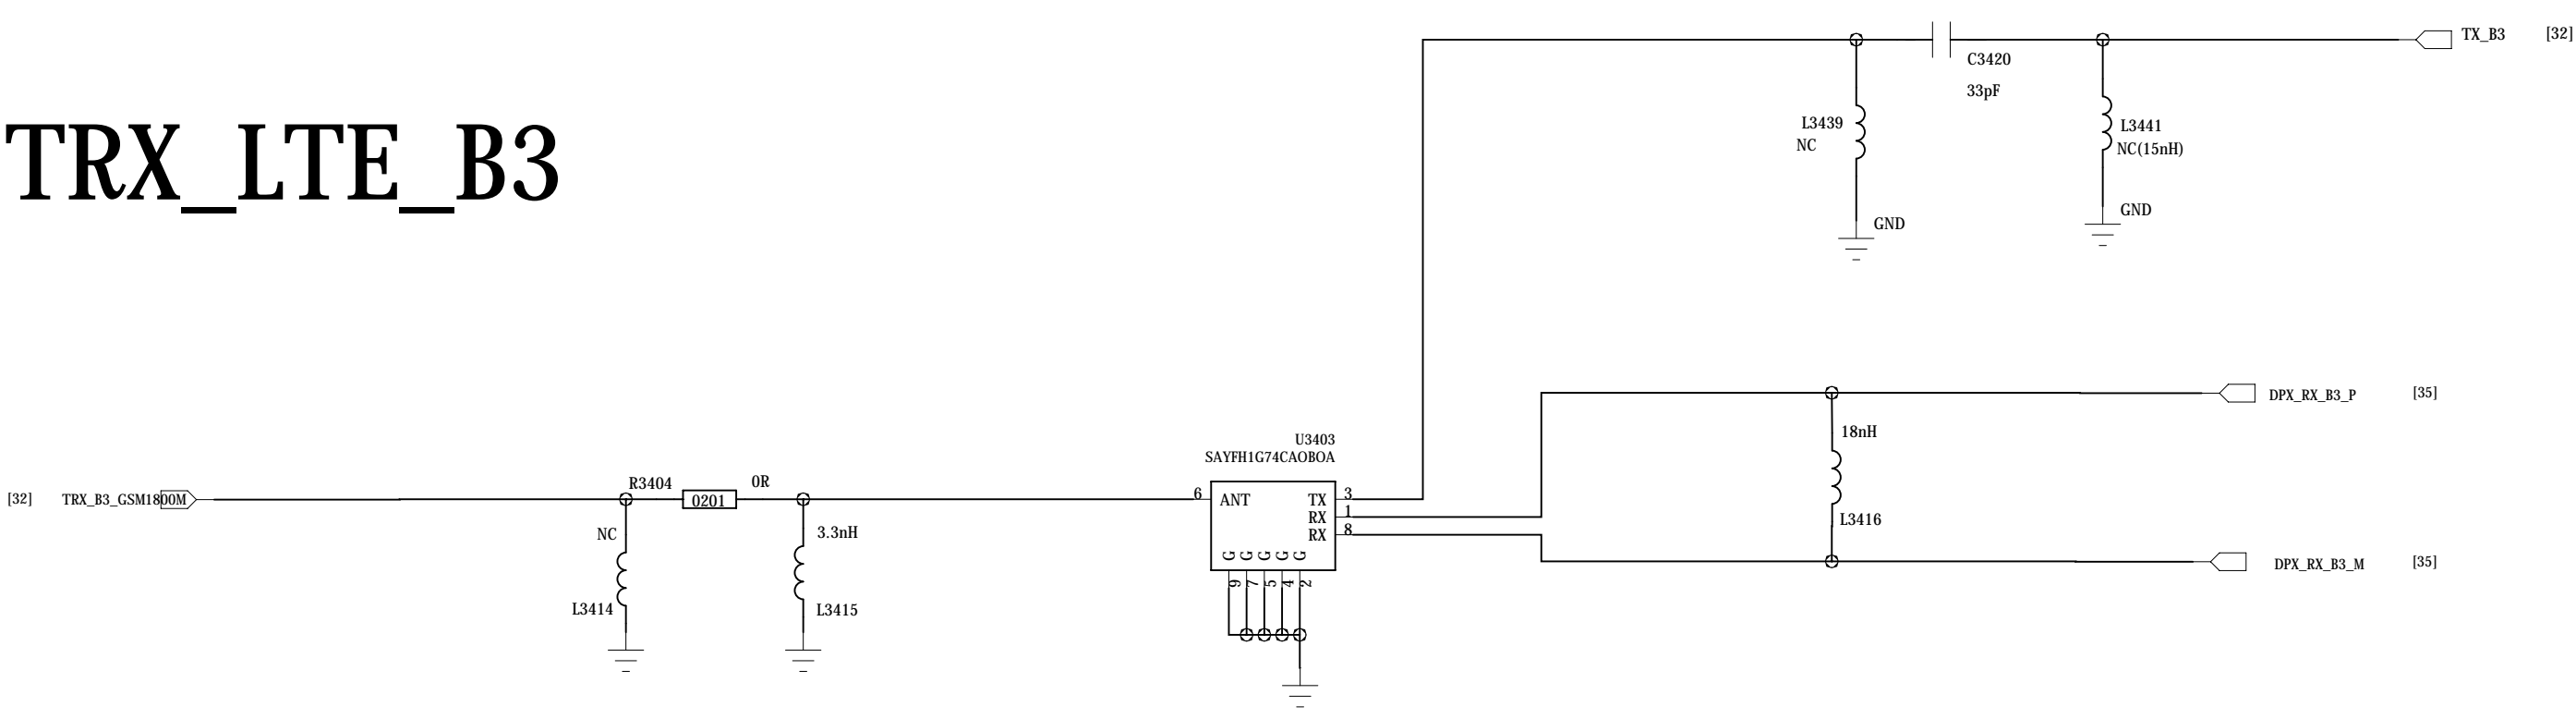 TX_B3 [32]
C3420
33pF
TRX_LTE_B3
L3439
NC
L3441
NC(15nH)
GND
GND
DPX_RX_B3_P [35]
18nH
U3403
SAYFH1G74CAOBOA
[32] TRX_B3_GSM1800M
R3404 0R
0201
6 ANT TX 3
RX 1
RX 8
L3416
NC
3.3nH
G G G G G
9 7 5 4 2
DPX_RX_B3_M [35]
L3414
L3415